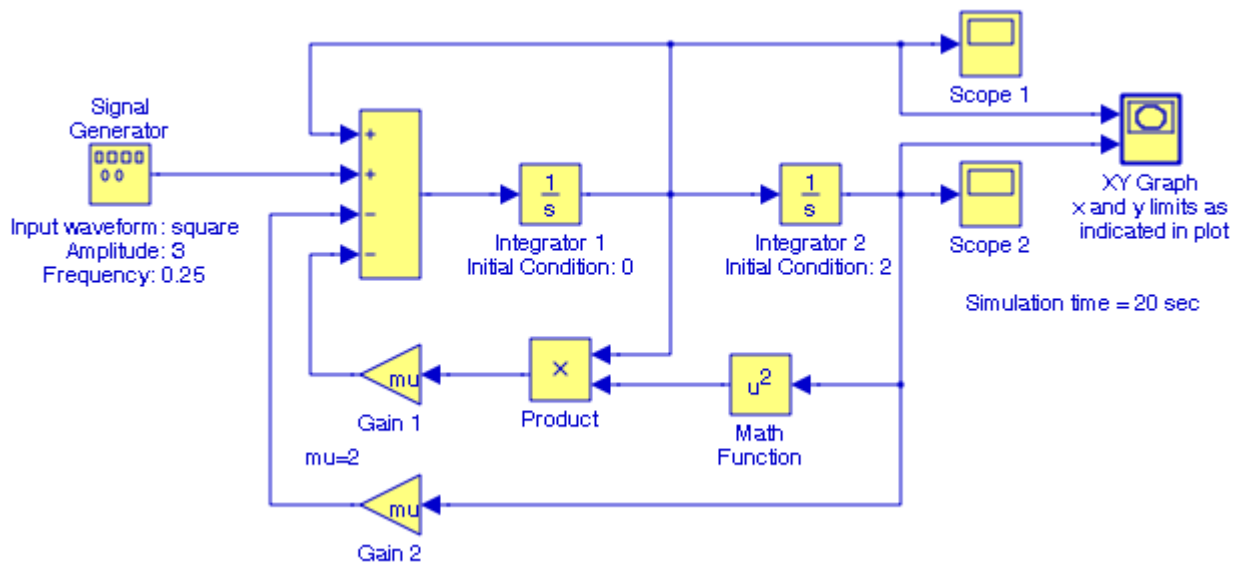 Scope 1
Signal
Generator
+
+
−
−
Input waveform: square
Amplitude: 3
Frequency: 0.25
1
s
Integrator 1
Initial Condition: 0
1
s
Integrator 2
Initial Condition: 2
Scope 2
XY Graph
x and y limits as
indicated in plot
Simulation time = 20 sec
mu
Gain 1
×
Product
u²
Math
Function
mu=2
mu
Gain 2